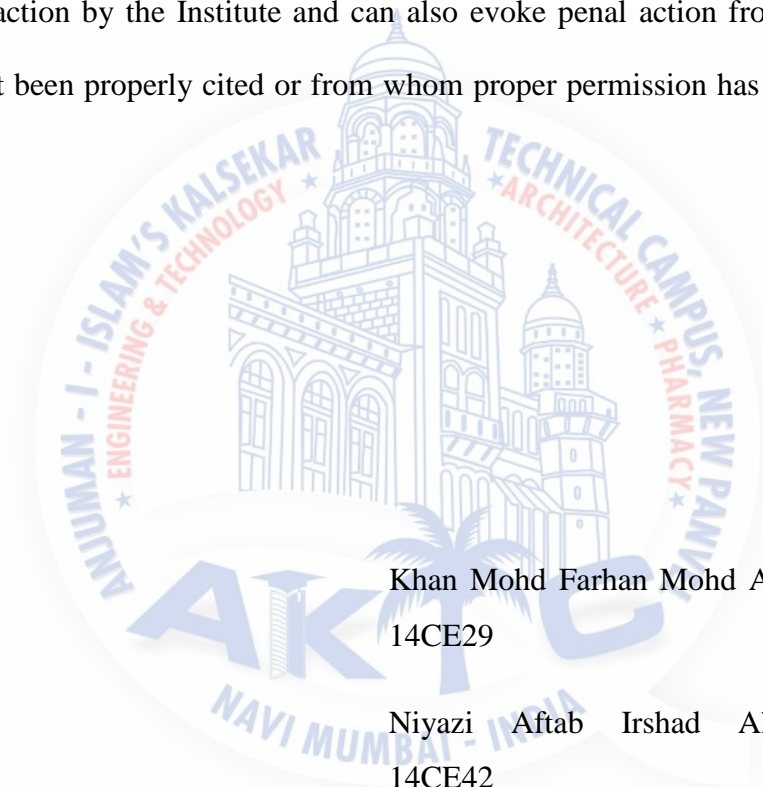 action by the Institute and can also evoke penal action fro
t been properly cited or from whom proper permission has
ANJUMAN - I - ISLAM'S KALSEKAR TECHNICAL CAMPUS, NEW PANVEL
ENGINEERING & TECHNOLOGY ★ ★ ARCHITECTURE ★ PHARMACY ★
Khan Mohd Farhan Mohd A
14CE29
AKTC
Niyazi Aftab Irshad A
14CE42
NAVI MUMBAI - INDIA